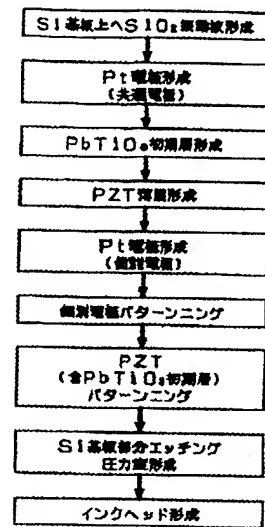 Si基板上へSiO₂振動板形成
Pt電極形成
(共通電極)
PbTiO₃初期層形成
PZT薄膜形成
Pt電極形成
(個別電極)
個別電極パターンニング
PZT
(含PbTiO₃初期層)
パターンニング
Si基板部分エッチング
圧力室形成
インクヘッド形成